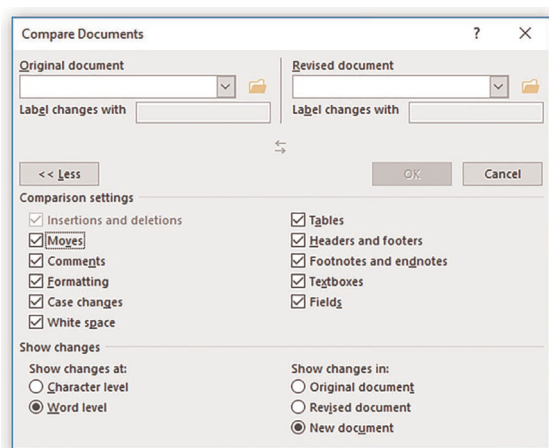 Compare Documents ?
Original document Revised document
Label changes with Label changes with
<< Less OK Cancel
Comparison settings
Insertions and deletions Tables
Moves Headers and footers
Comments Footnotes and endnotes
Formatting Textboxes
Case changes Fields
White space
Show changes
Show changes at: Show changes in:
Character level Original document
Word level Revised document
New document